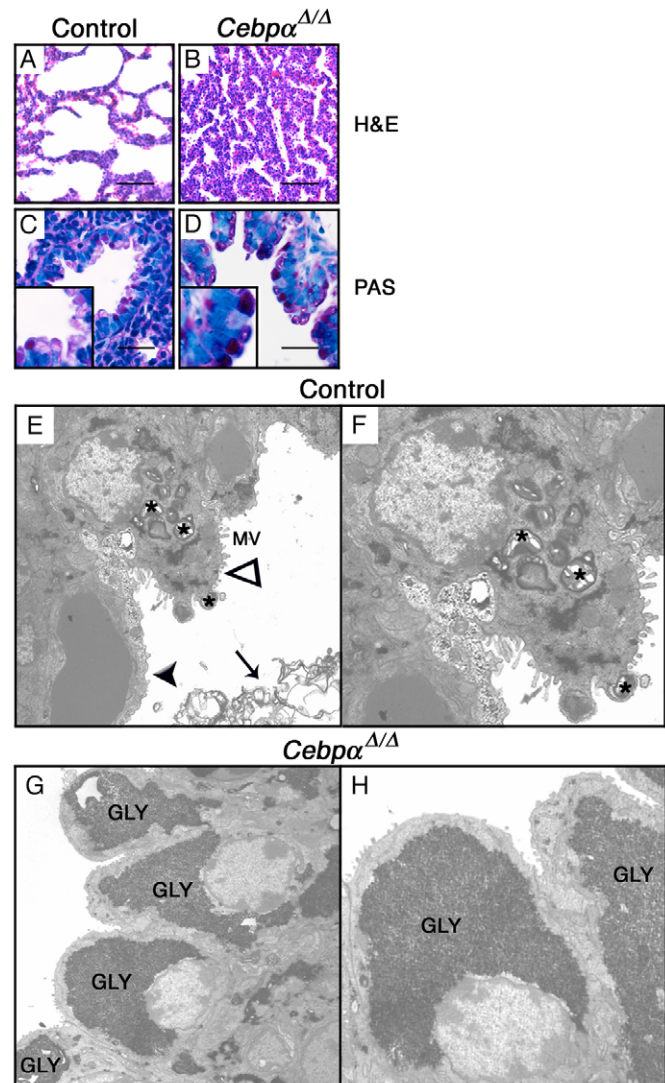 Control
Cebpα^Δ/Δ
A
B
H&E
C
D
PAS
Control
E
F
MV
*
*
*
*
*
*
Cebpα^Δ/Δ
G
H
GLY
GLY
GLY
GLY
GLY
GLY